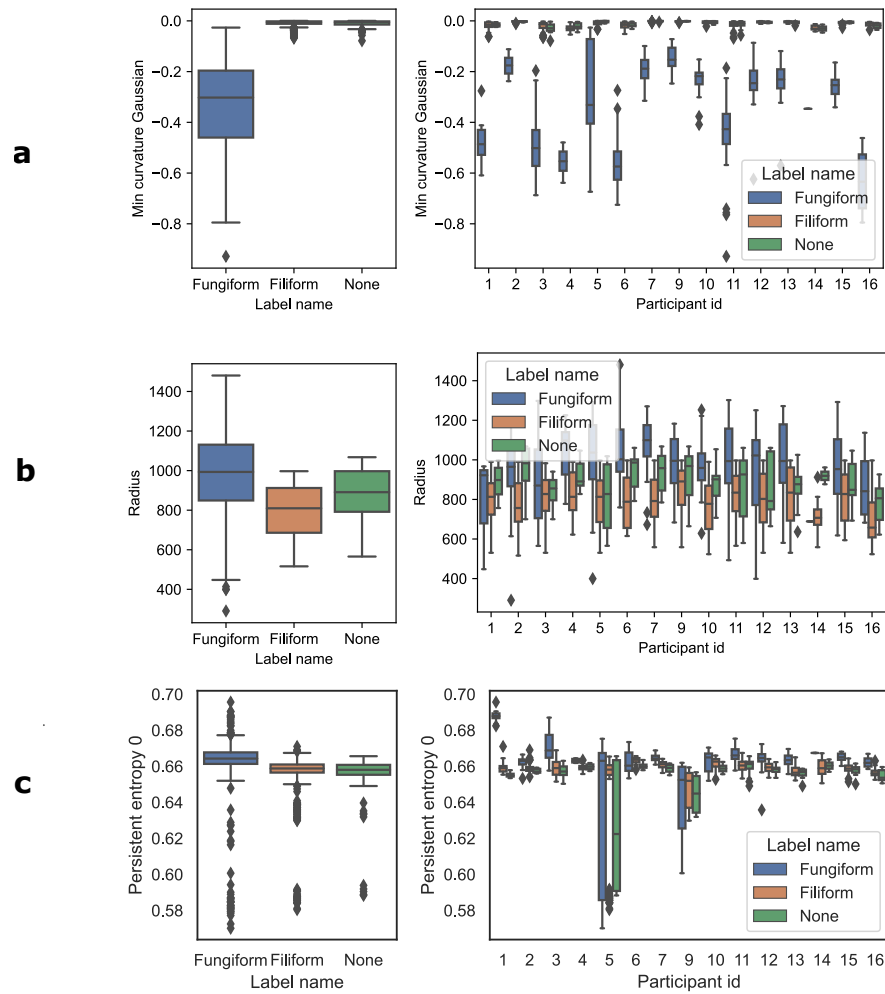 a
Min curvature Gaussian
0.0
−0.2
−0.4
−0.6
−0.8
Fungiform Filiform None
Label name
Min curvature Gaussian
0.0
−0.2
−0.4
−0.6
−0.8
Label name
Fungiform
Filiform
None
1 2 3 4 5 6 7 9 10 11 12 13 14 15 16
Participant id
b
Radius
1400
1200
1000
800
600
400
Fungiform Filiform None
Label name
Radius
1400
1200
1000
800
600
400
Label name
Fungiform
Filiform
None
1 2 3 4 5 6 7 9 10 11 12 13 14 15 16
Participant id
c
Persistent entropy 0
0.70
0.68
0.66
0.64
0.62
0.60
0.58
Fungiform Filiform None
Label name
Persistent entropy 0
0.70
0.68
0.66
0.64
0.62
0.60
0.58
Label name
Fungiform
Filiform
None
1 2 3 4 5 6 7 9 10 11 12 13 14 15 16
Participant id